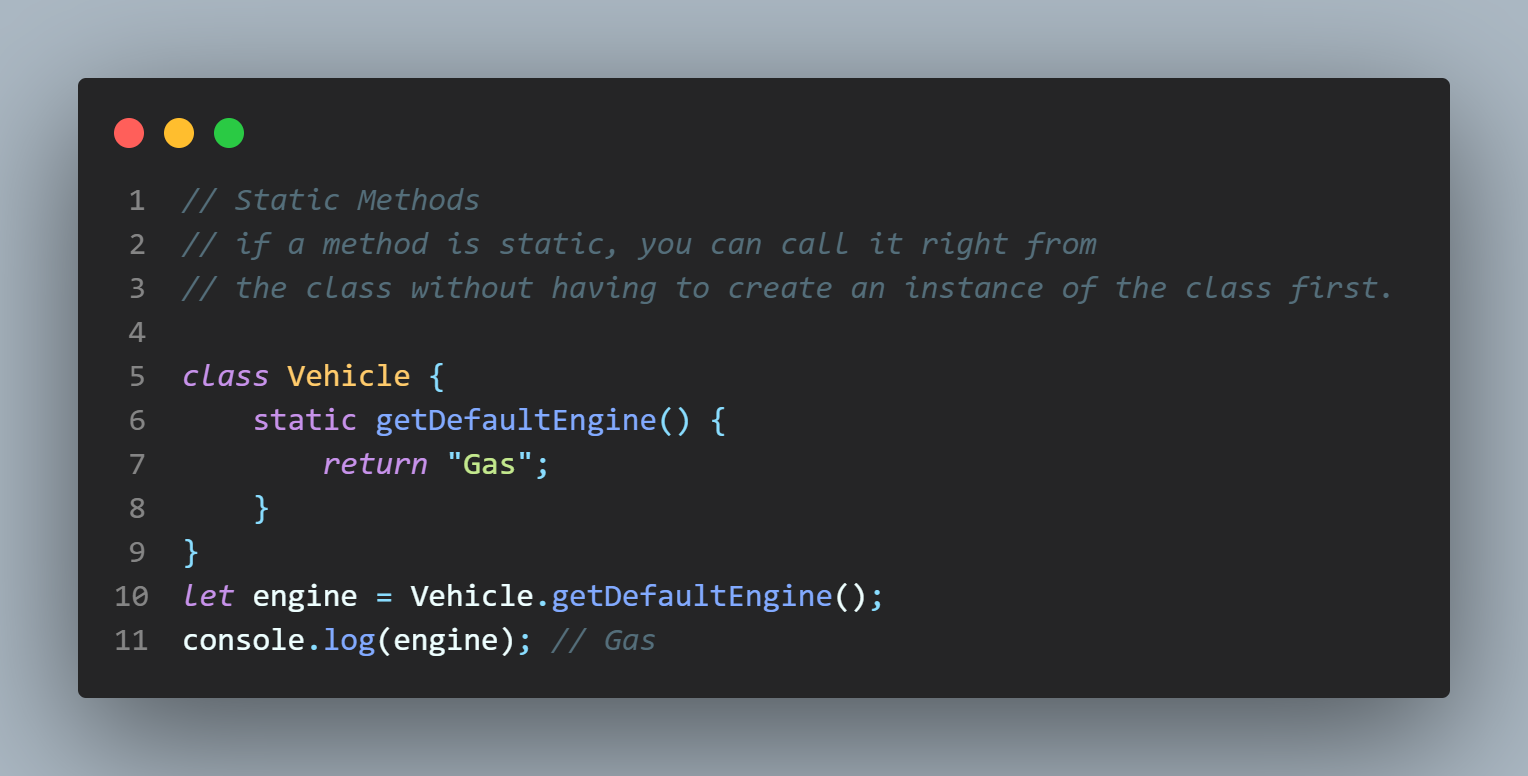 1 // Static Methods
2 // if a method is static, you can call it right from
3 // the class without having to create an instance of the class first.
4
5 class Vehicle {
6     static getDefaultEngine() {
7         return "Gas";
8     }
9 }
10 let engine = Vehicle.getDefaultEngine();
11 console.log(engine); // Gas